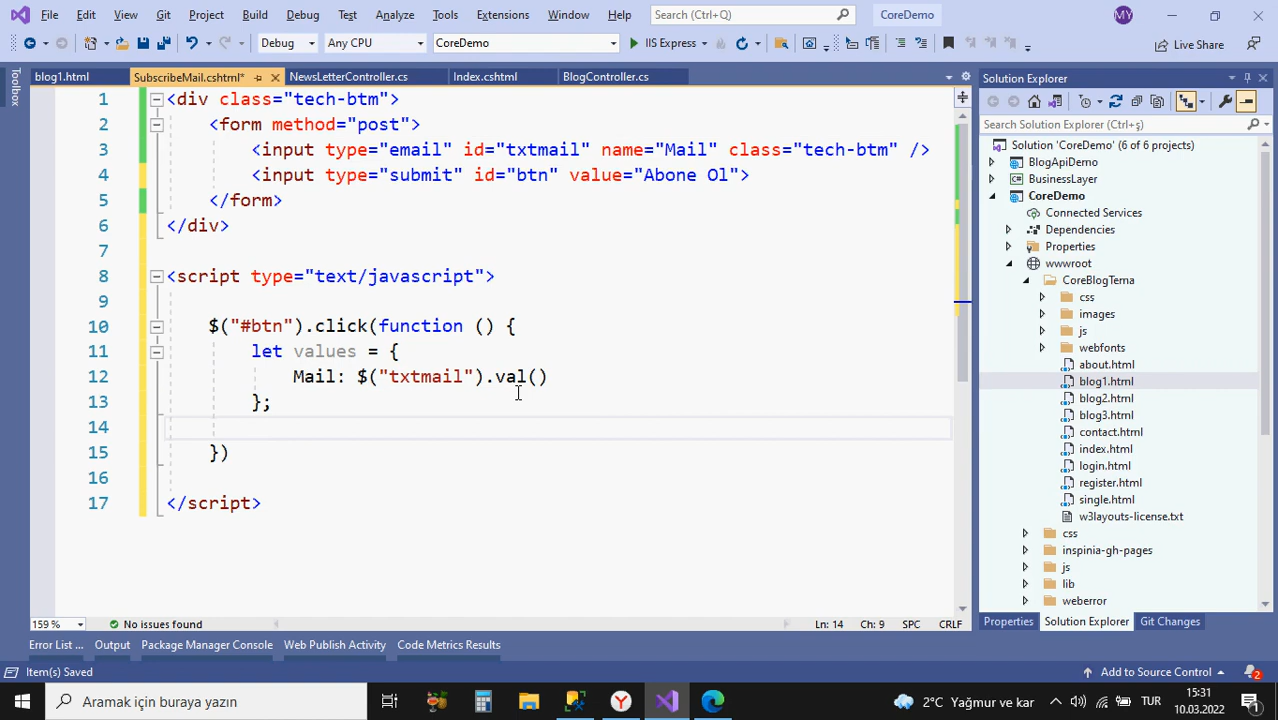 File Edit View Git Project Build Debug Test Analyze Tools Extensions Window Help Search (Ctrl+Q) CoreDemo MY
Debug Any CPU CoreDemo IIS Express Live Share
Toolbox
blog1.html SubscribeMail.cshtml* NewsLetterController.cs Index.cshtml BlogController.cs
1 <div class="tech-btm">
2 <form method="post">
3 <input type="email" id="txtmail" name="Mail" class="tech-btm" />
4 <input type="submit" id="btn" value="Abone Ol">
5 </form>
6 </div>
7
8 <script type="text/javascript">
9
10 $("#btn").click(function () {
11 let values = {
12 Mail: $("txtmail").val()
13 };
14
15 })
16
17 </script>
159 % No issues found Ln: 14 Ch: 9 SPC CRLF
Solution Explorer
Search Solution Explorer (Ctrl+ş)
Solution 'CoreDemo' (6 of 6 projects)
BlogApiDemo
BusinessLayer
CoreDemo
Connected Services
Dependencies
Properties
wwwroot
CoreBlogTema
css
images
js
webfonts
about.html
blog1.html
blog2.html
blog3.html
contact.html
index.html
login.html
register.html
single.html
w3layouts-license.txt
css
inspinia-gh-pages
js
lib
weberror
Properties Solution Explorer Git Changes
Error List ... Output Package Manager Console Web Publish Activity Code Metrics Results
Item(s) Saved Add to Source Control 2
Aramak için buraya yazın 2°C Yağmur ve kar TUR 15:31
10.03.2022 1